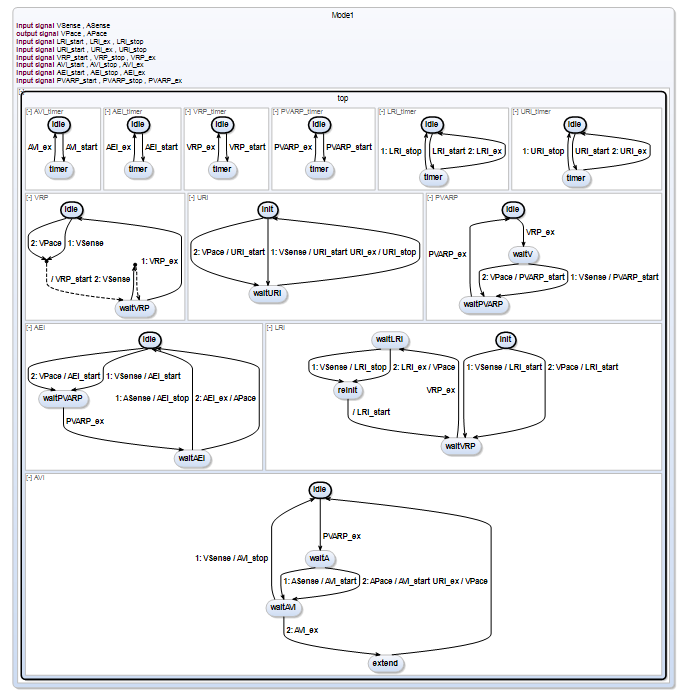 Mode1
input signal VSense , ASense
output signal VPace , APace
input signal LRI_start , LRI_ex , LRI_stop
input signal URI_start , URI_ex , URI_stop
input signal VRP_start , VRP_stop , VRP_ex
input signal AVI_start , AVI_stop , AVI_ex
input signal AEI_start , AEI_stop , AEI_ex
input signal PVARP_start , PVARP_stop , PVARP_ex
[-] top
[-] AVI_timer
idle
AVI_ex AVI_start
timer
[-] AEI_timer
idle
AEI_ex AEI_start
timer
[-] VRP_timer
idle
VRP_ex VRP_start
timer
[-] PVARP_timer
idle
PVARP_ex PVARP_start
timer
[-] LRI_timer
idle
1: LRI_stop LRI_start 2: LRI_ex
timer
[-] URI_timer
idle
1: URI_stop URI_start 2: URI_ex
timer
[-] VRP
idle
2: VPace 1: VSense
1: VRP_ex
/ VRP_start 2: VSense
waitVRP
[-] URI
init
2: VPace / URI_start 1: VSense / URI_start URI_ex / URI_stop
waitURI
[-] PVARP
idle
VRP_ex
PVARP_ex waitV
2: VPace / PVARP_start 1: VSense / PVARP_start
waitPVARP
[-] AEI
idle
2: VPace / AEI_start 1: VSense / AEI_start
waitPVARP 1: ASense / AEI_stop 2: AEI_ex / APace
PVARP_ex
waitAEI
[-] LRI
waitLRI init
1: VSense / LRI_stop 2: LRI_ex / VPace 1: VSense / LRI_start 2: VPace / LRI_start
reinit VRP_ex
/ LRI_start
waitVRP
[-] AVI
idle
PVARP_ex
1: VSense / AVI_stop waitA
1: ASense / AVI_start 2: APace / AVI_start URI_ex / VPace
waitAVI
2: AVI_ex
extend